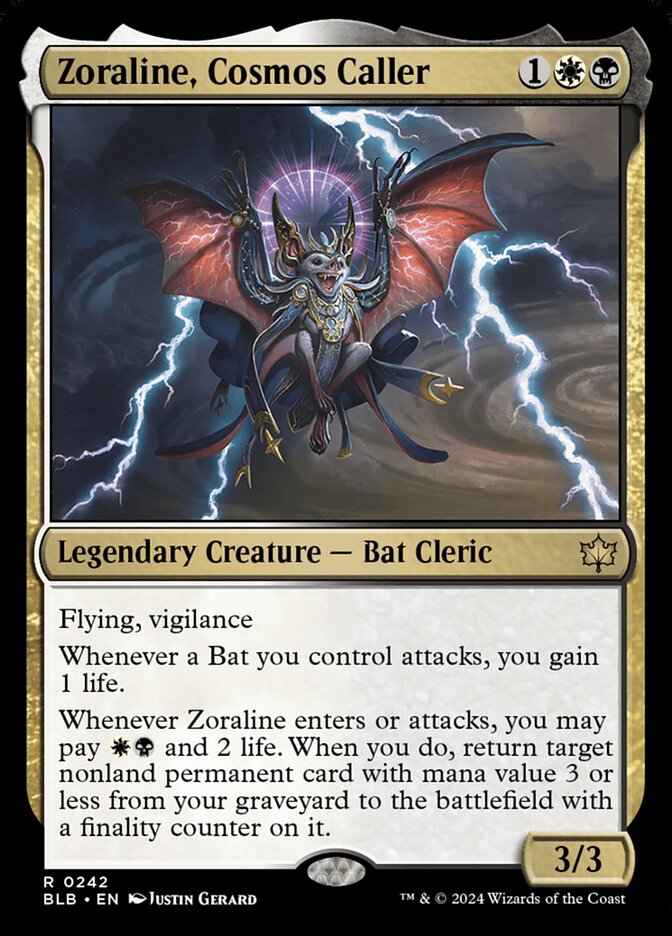 Zoraline, Cosmos Caller 1
Legendary Creature — Bat Cleric
Flying, vigilance
Whenever a Bat you control attacks, you gain
1 life.
Whenever Zoraline enters or attacks, you may
pay and 2 life. When you do, return target
nonland permanent card with mana value 3 or
less from your graveyard to the battlefield with
a finality counter on it.
3/3
R 0242
BLB • EN Justin Gerard
™ & © 2024 Wizards of the Coast